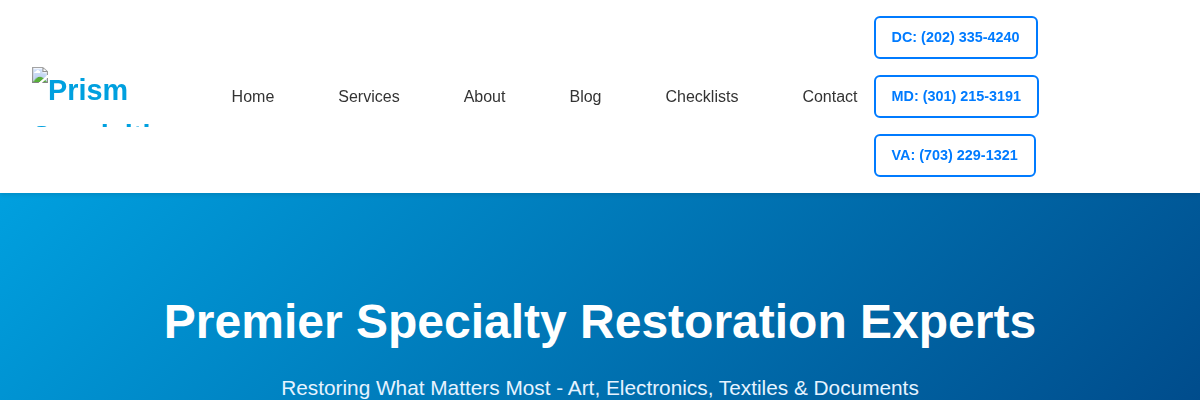 DC: (202) 335-4240
Prism
Home Services About Blog Checklists Contact
MD: (301) 215-3191
VA: (703) 229-1321
Premier Specialty Restoration Experts
Restoring What Matters Most - Art, Electronics, Textiles & Documents